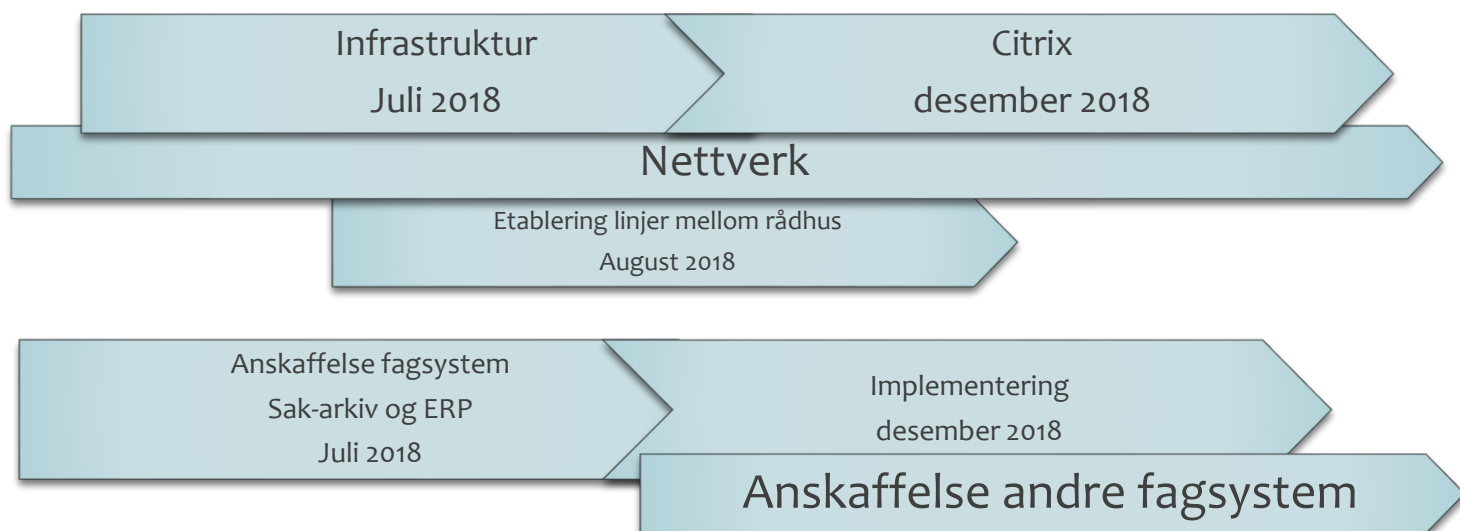 Infrastruktur
Juli 2018
Citrix
desember 2018
Nettverk
Etablering linjer mellom rådhus
August 2018
Anskaffelse fagsystem
Sak-arkiv og ERP
Juli 2018
Implementering
desember 2018
Anskaffelse andre fagsystem